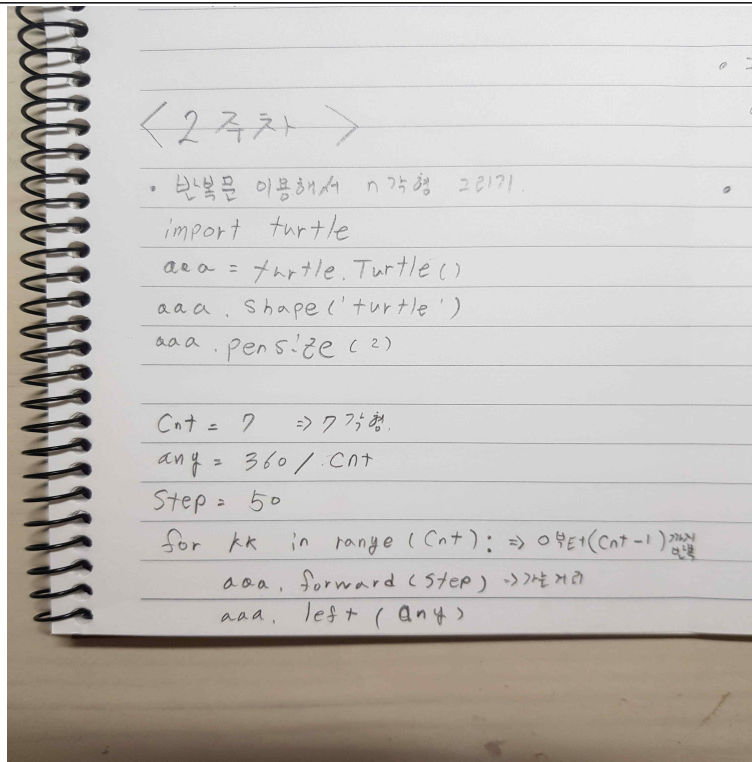 <2주차>
• 반복문 이용해서 n각형 그리기.
import turtle
aaa = turtle.Turtle()
aaa.shape('turtle')
aaa.pensize(2)
Cnt = 7 => 7각형.
any = 360/.Cnt
Step = 50
for kk in range(Cnt): => 0부터(Cnt-1)까지 반복
aaa.forward(step) -> 가는거리
aaa.left(any)